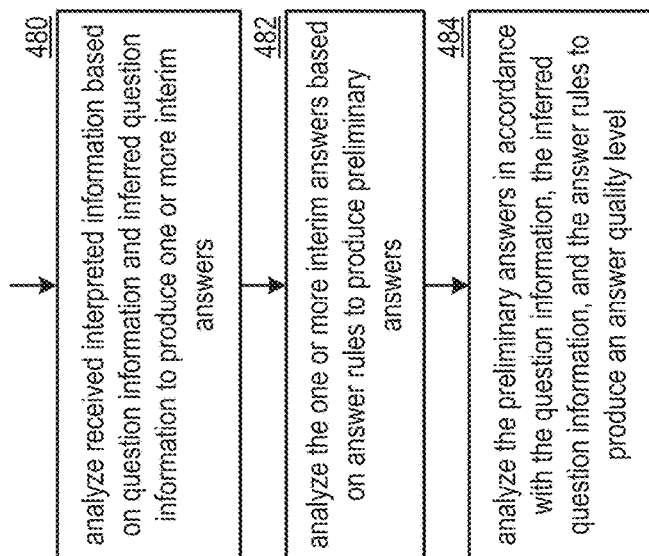 480
analyze received interpreted information based
on question information and inferred question
information to produce one or more interim
answers
482
analyze the one or more interim answers based
on answer rules to produce preliminary
answers
484
analyze the preliminary answers in accordance
with the question information, the inferred
question information, and the answer rules to
produce an answer quality level